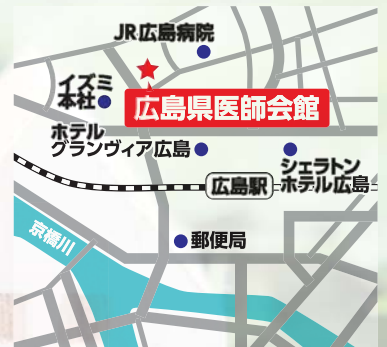 JR広島病院
イズミ
本社
広島県医師会館
ホテル
グランヴィア広島
シェラトン
ホテル広島
広島駅
郵便局
京橋川